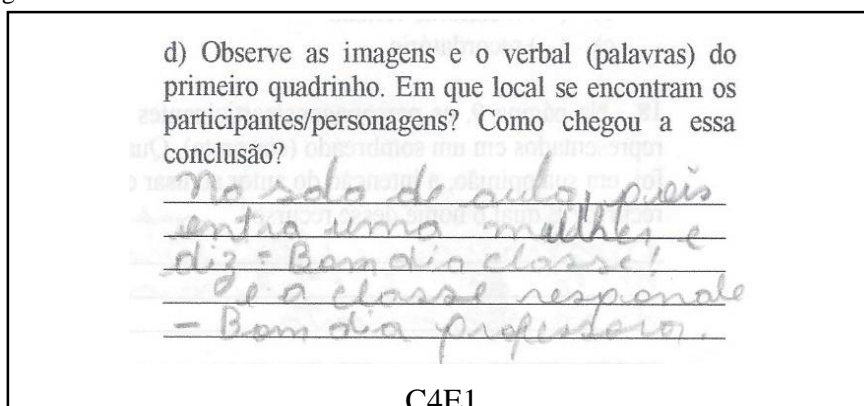 d) Observe as imagens e o verbal (palavras) do
primeiro quadrinho. Em que local se encontram os
participantes/personagens? Como chegou a essa
conclusão?
Na sala de aula, pois
entra uma mulher e
diz - Bom dia classe!
e a classe responde
- Bom dia professora.
C4E1